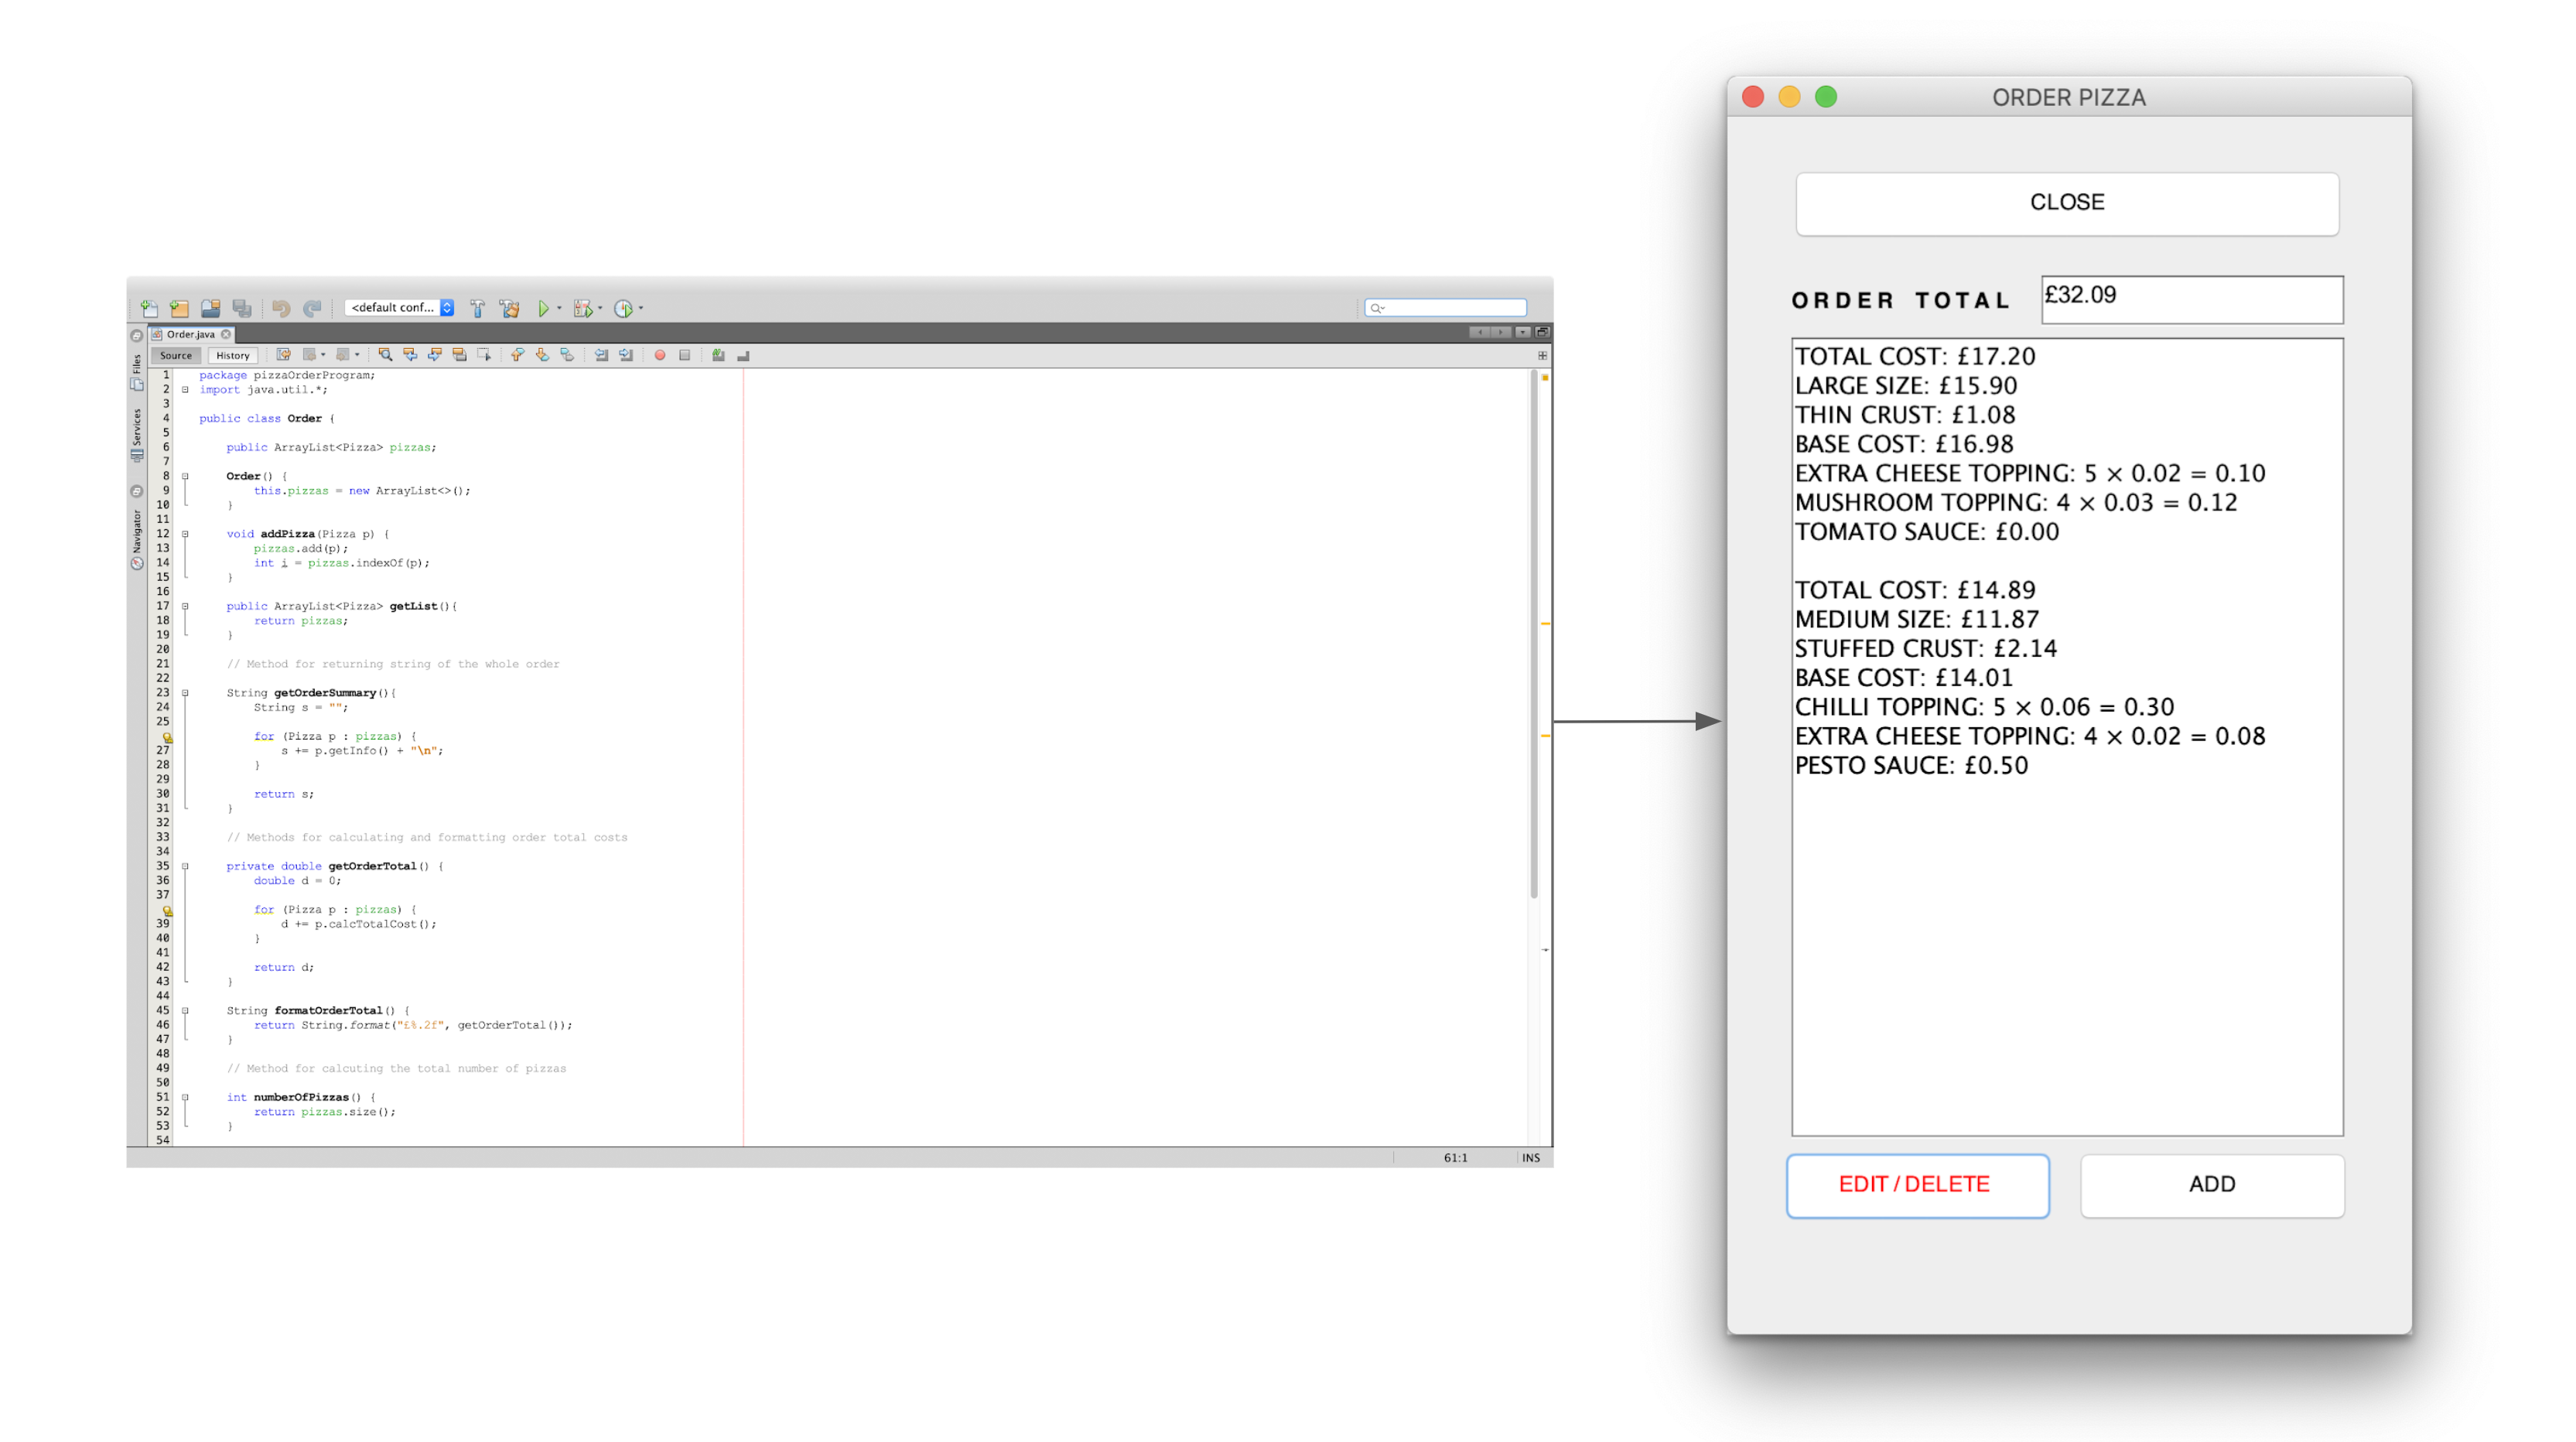 <default conf...
Order.java
Source History
Files
Services
Navigator
1 package pizzaOrderProgram;
2 import java.util.*;
3
4 public class Order {
5
6 public ArrayList<Pizza> pizzas;
7
8 Order() {
9 this.pizzas = new ArrayList<>();
10 }
11
12 void addPizza(Pizza p) {
13 pizzas.add(p);
14 int i = pizzas.indexOf(p);
15 }
16
17 public ArrayList<Pizza> getList(){
18 return pizzas;
19 }
20
21 // Method for returning string of the whole order
22
23 String getOrderSummary(){
24 String s = "";
25
for (Pizza p : pizzas) {
27 s += p.getInfo() + "\n";
28 }
29
30 return s;
31 }
32
33 // Methods for calculating and formatting order total costs
34
35 private double getOrderTotal() {
36 double d = 0;
37
for (Pizza p : pizzas) {
39 d += p.calcTotalCost();
40 }
41
42 return d;
43 }
44
45 String formatOrderTotal() {
46 return String.format("£%.2f", getOrderTotal());
47 }
48
49 // Method for calcuting the total number of pizzas
50
51 int numberOfPizzas() {
52 return pizzas.size();
53 }
54
61:1 INS
ORDER PIZZA
CLOSE
ORDER TOTAL £32.09
TOTAL COST: £17.20
LARGE SIZE: £15.90
THIN CRUST: £1.08
BASE COST: £16.98
EXTRA CHEESE TOPPING: 5 × 0.02 = 0.10
MUSHROOM TOPPING: 4 × 0.03 = 0.12
TOMATO SAUCE: £0.00
TOTAL COST: £14.89
MEDIUM SIZE: £11.87
STUFFED CRUST: £2.14
BASE COST: £14.01
CHILLI TOPPING: 5 × 0.06 = 0.30
EXTRA CHEESE TOPPING: 4 × 0.02 = 0.08
PESTO SAUCE: £0.50
EDIT / DELETE ADD